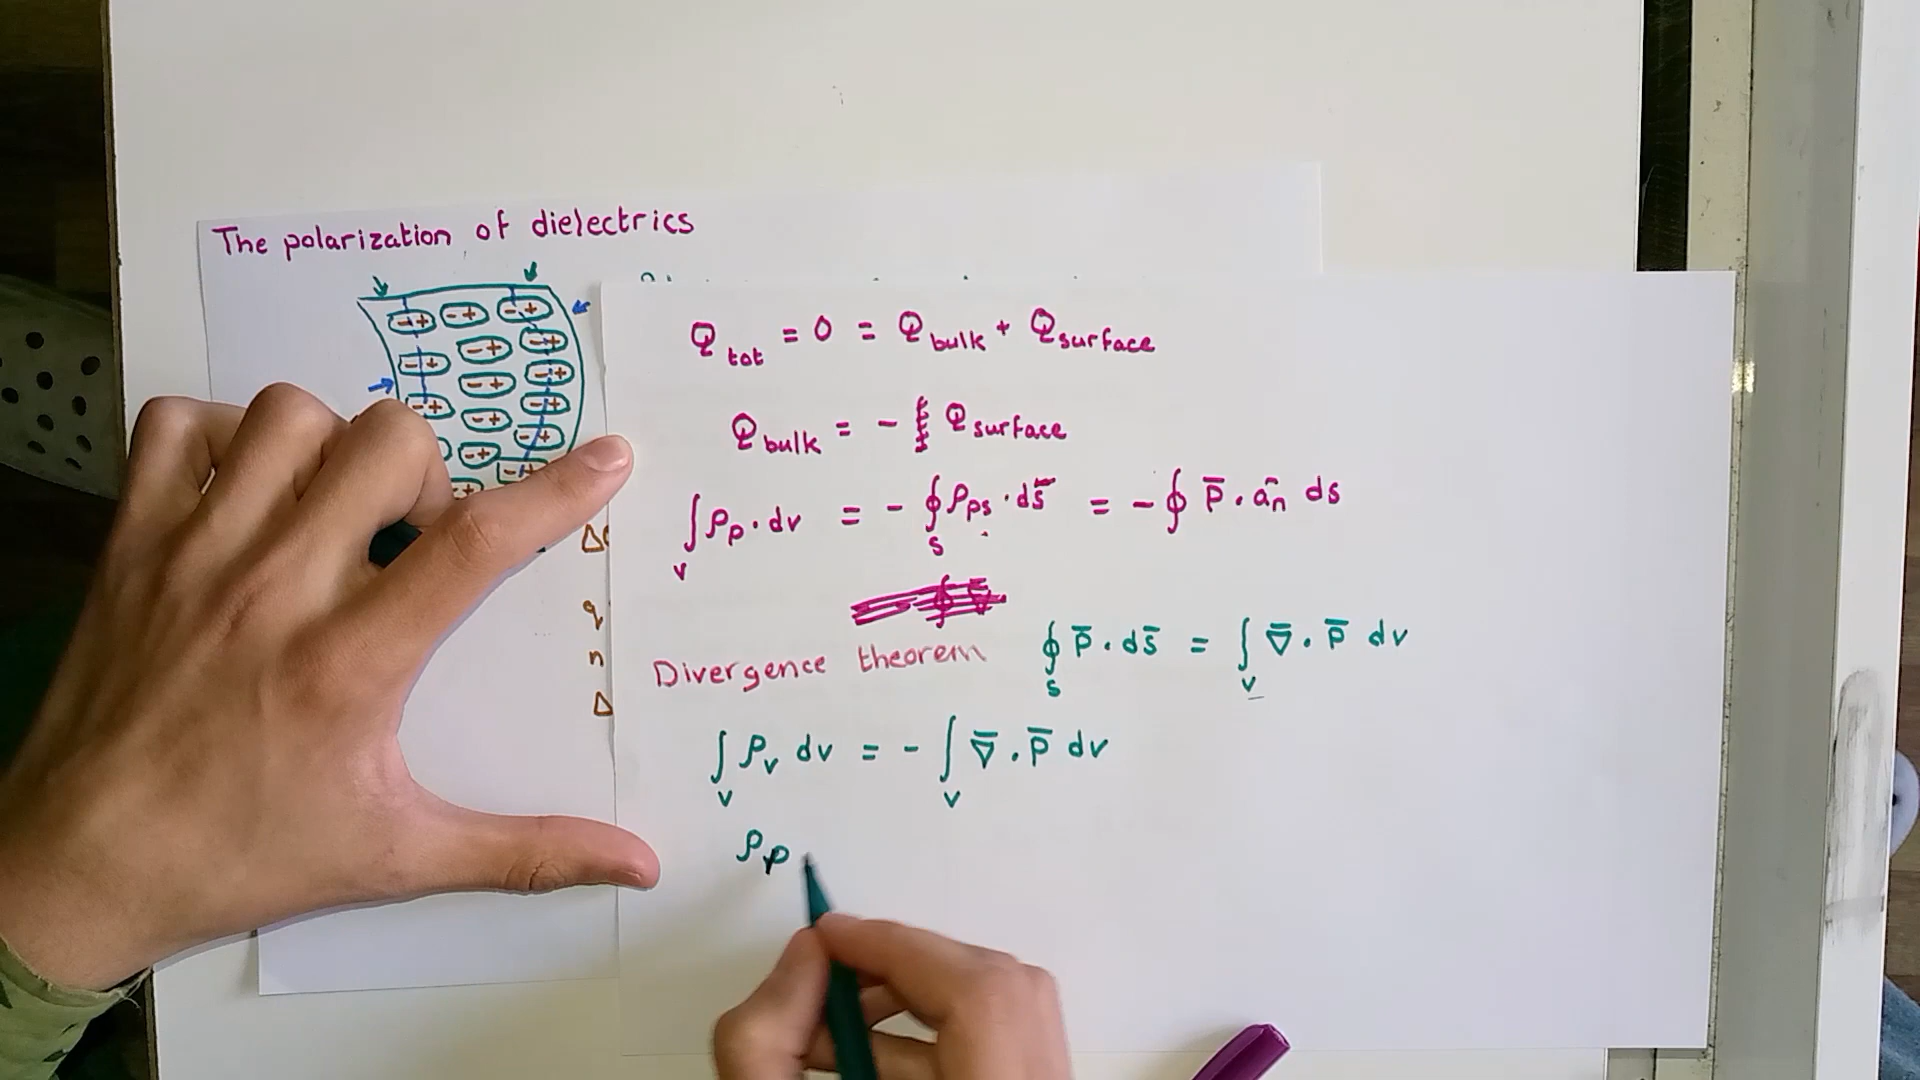 The polarization of dielectrics
Q tot = 0 = Q bulk + Q surface
Q bulk = - Q surface
∫ᵥ ρp · dv = - ∮ₛ ρps · ds = - ∮ P̄ · ān ds
Divergence theorem ∮ₛ P̄ · ds̄ = ∫ᵥ ∇̄ · P̄ dv
∫ᵥ ρv dv = - ∫ᵥ ∇̄ · P̄ dv
ρp
q
n
Δ